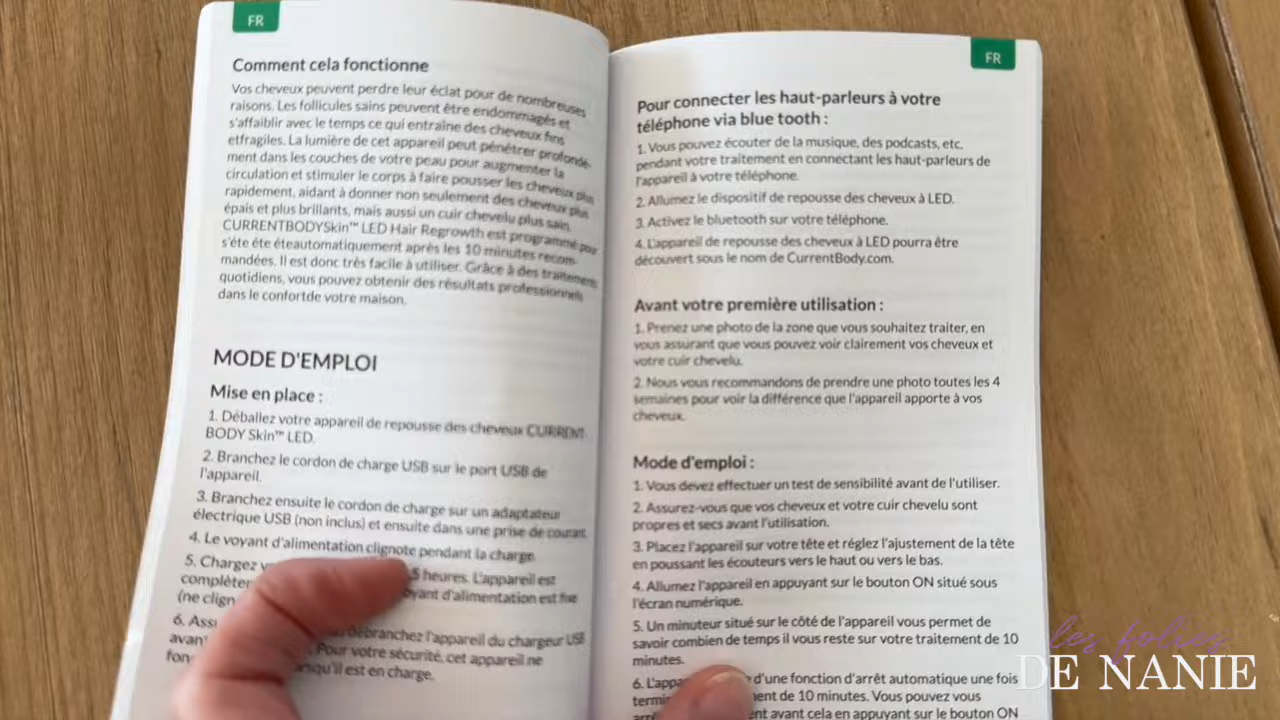 FR
Comment cela fonctionne
Vos cheveux peuvent perdre leur éclat pour de nombreuses
raisons. Les follicules sains peuvent être endommagés et
s'affaiblir avec le temps ce qui entraîne des cheveux fins
etfragiles. La lumière de cet appareil peut pénétrer profondé-
ment dans les couches de votre peau pour augmenter la
circulation et stimuler le corps à faire pousser les cheveux plus
rapidement, aidant à donner non seulement des cheveux plus
épais et plus brillants, mais aussi un cuir chevelu plus sain.
CURRENTBODYSkin™ LED Hair Regrowth est programmé pour
s'éte éte éteautomatiquement après les 10 minutes recom-
mandées. Il est donc très facile à utiliser. Grâce à des traitements
quotidiens, vous pouvez obtenir des résultats professionnels
dans le confortde votre maison.
MODE D'EMPLOI
Mise en place :
1. Déballez votre appareil de repousse des cheveux CURRENT
BODY Skin™ LED.
2. Branchez le cordon de charge USB sur le port USB de
l'appareil.
3. Branchez ensuite le cordon de charge sur un adaptateur
électrique USB (non inclus) et ensuite dans une prise de courant.
4. Le voyant d'alimentation clignote pendant la charge.
5. Chargez 5 heures. L'appareil est
d'alimentation est fixe
(ne
6. débranchez l'appareil du chargeur USB
avant Pour votre sécurité, cet appareil ne
fon qu'il est en charge.
FR
Pour connecter les haut-parleurs à votre
téléphone via blue tooth :
1. Vous pouvez écouter de la musique, des podcasts, etc.
pendant votre traitement en connectant les haut-parleurs de
l'appareil à votre téléphone.
2. Allumez le dispositif de repousse des cheveux à LED.
3. Activez le bluetooth sur votre téléphone.
4. L'appareil de repousse des cheveux à LED pourra être
découvert sous le nom de CurrentBody.com.
Avant votre première utilisation :
1. Prenez une photo de la zone que vous souhaitez traiter, en
vous assurant que vous pouvez voir clairement vos cheveux et
votre cuir chevelu.
2. Nous vous recommandons de prendre une photo toutes les 4
semaines pour voir la différence que l'appareil apporte à vos
cheveux.
Mode d'emploi :
1. Vous devez effectuer un test de sensibilité avant de l'utiliser.
2. Assurez-vous que vos cheveux et votre cuir chevelu sont
propres et secs avant l'utilisation.
3. Placez l'appareil sur votre tête et réglez l'ajustement de la tête
en poussant les écouteurs vers le haut ou vers le bas.
4. Allumez l'appareil en appuyant sur le bouton ON situé sous
l'écran numérique.
5. Un minuteur situé sur le côté de l'appareil vous permet de
savoir combien de temps il vous reste sur votre traitement de 10
minutes.
6. d'une fonction d'arrêt automatique une fois
de 10 minutes. Vous pouvez vous
avant cela en appuyant sur le bouton ON
les folies
DE NANIE